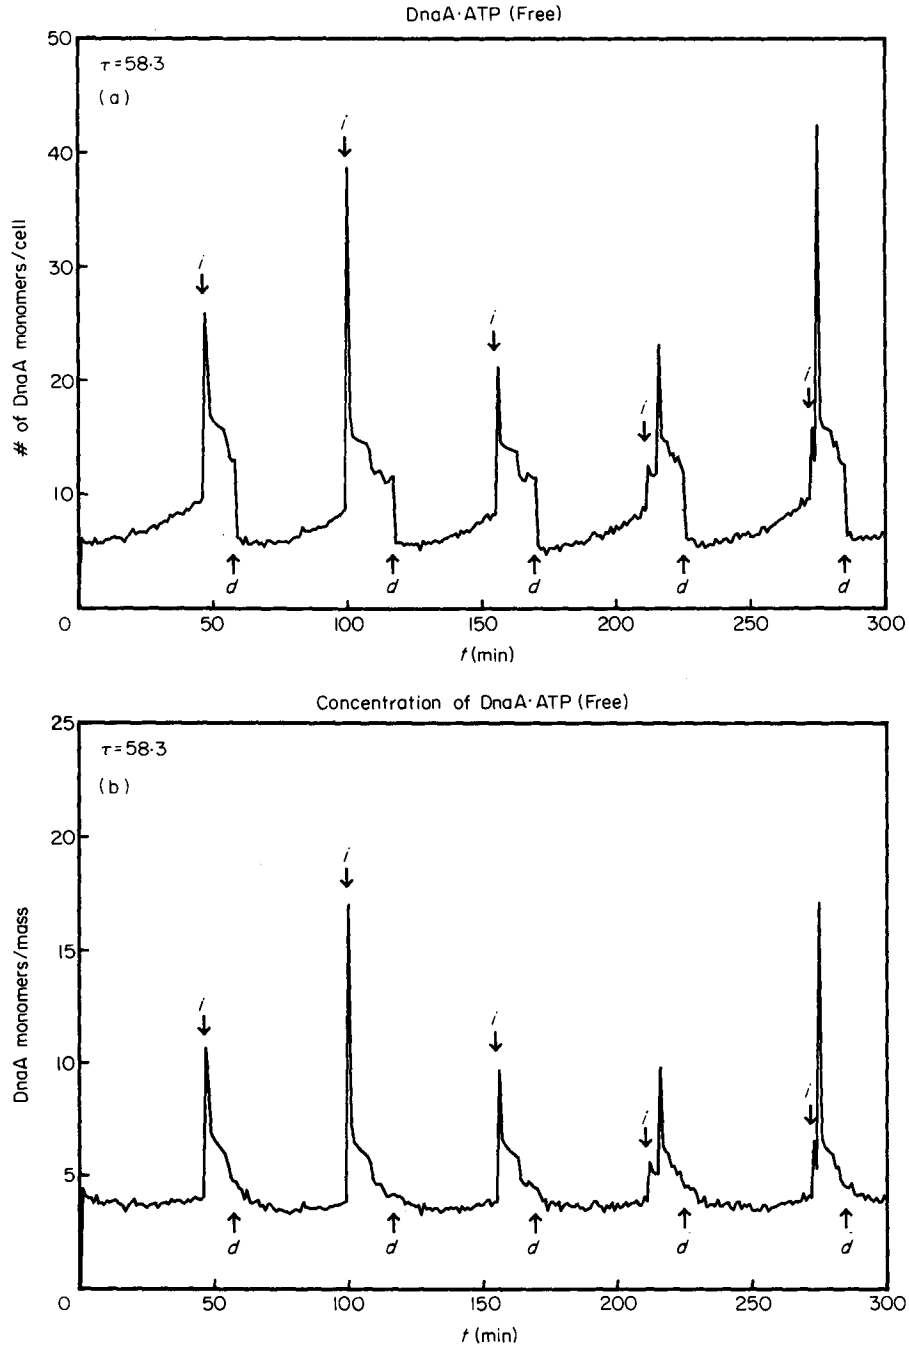 DnaA·ATP (Free)
50
τ=58·3
(a)
i
i
40
i
30
i
i
20
i
10
d
d
d
d
d
0
50
100
150
200
250
300
# of DnaA monomers/cell
t (min)
Concentration of DnaA·ATP (Free)
25
τ=58·3
(b)
20
i
15
i
i
10
i
i
5
d
d
d
d
d
0
50
100
150
200
250
300
DnaA monomers/mass
t (min)